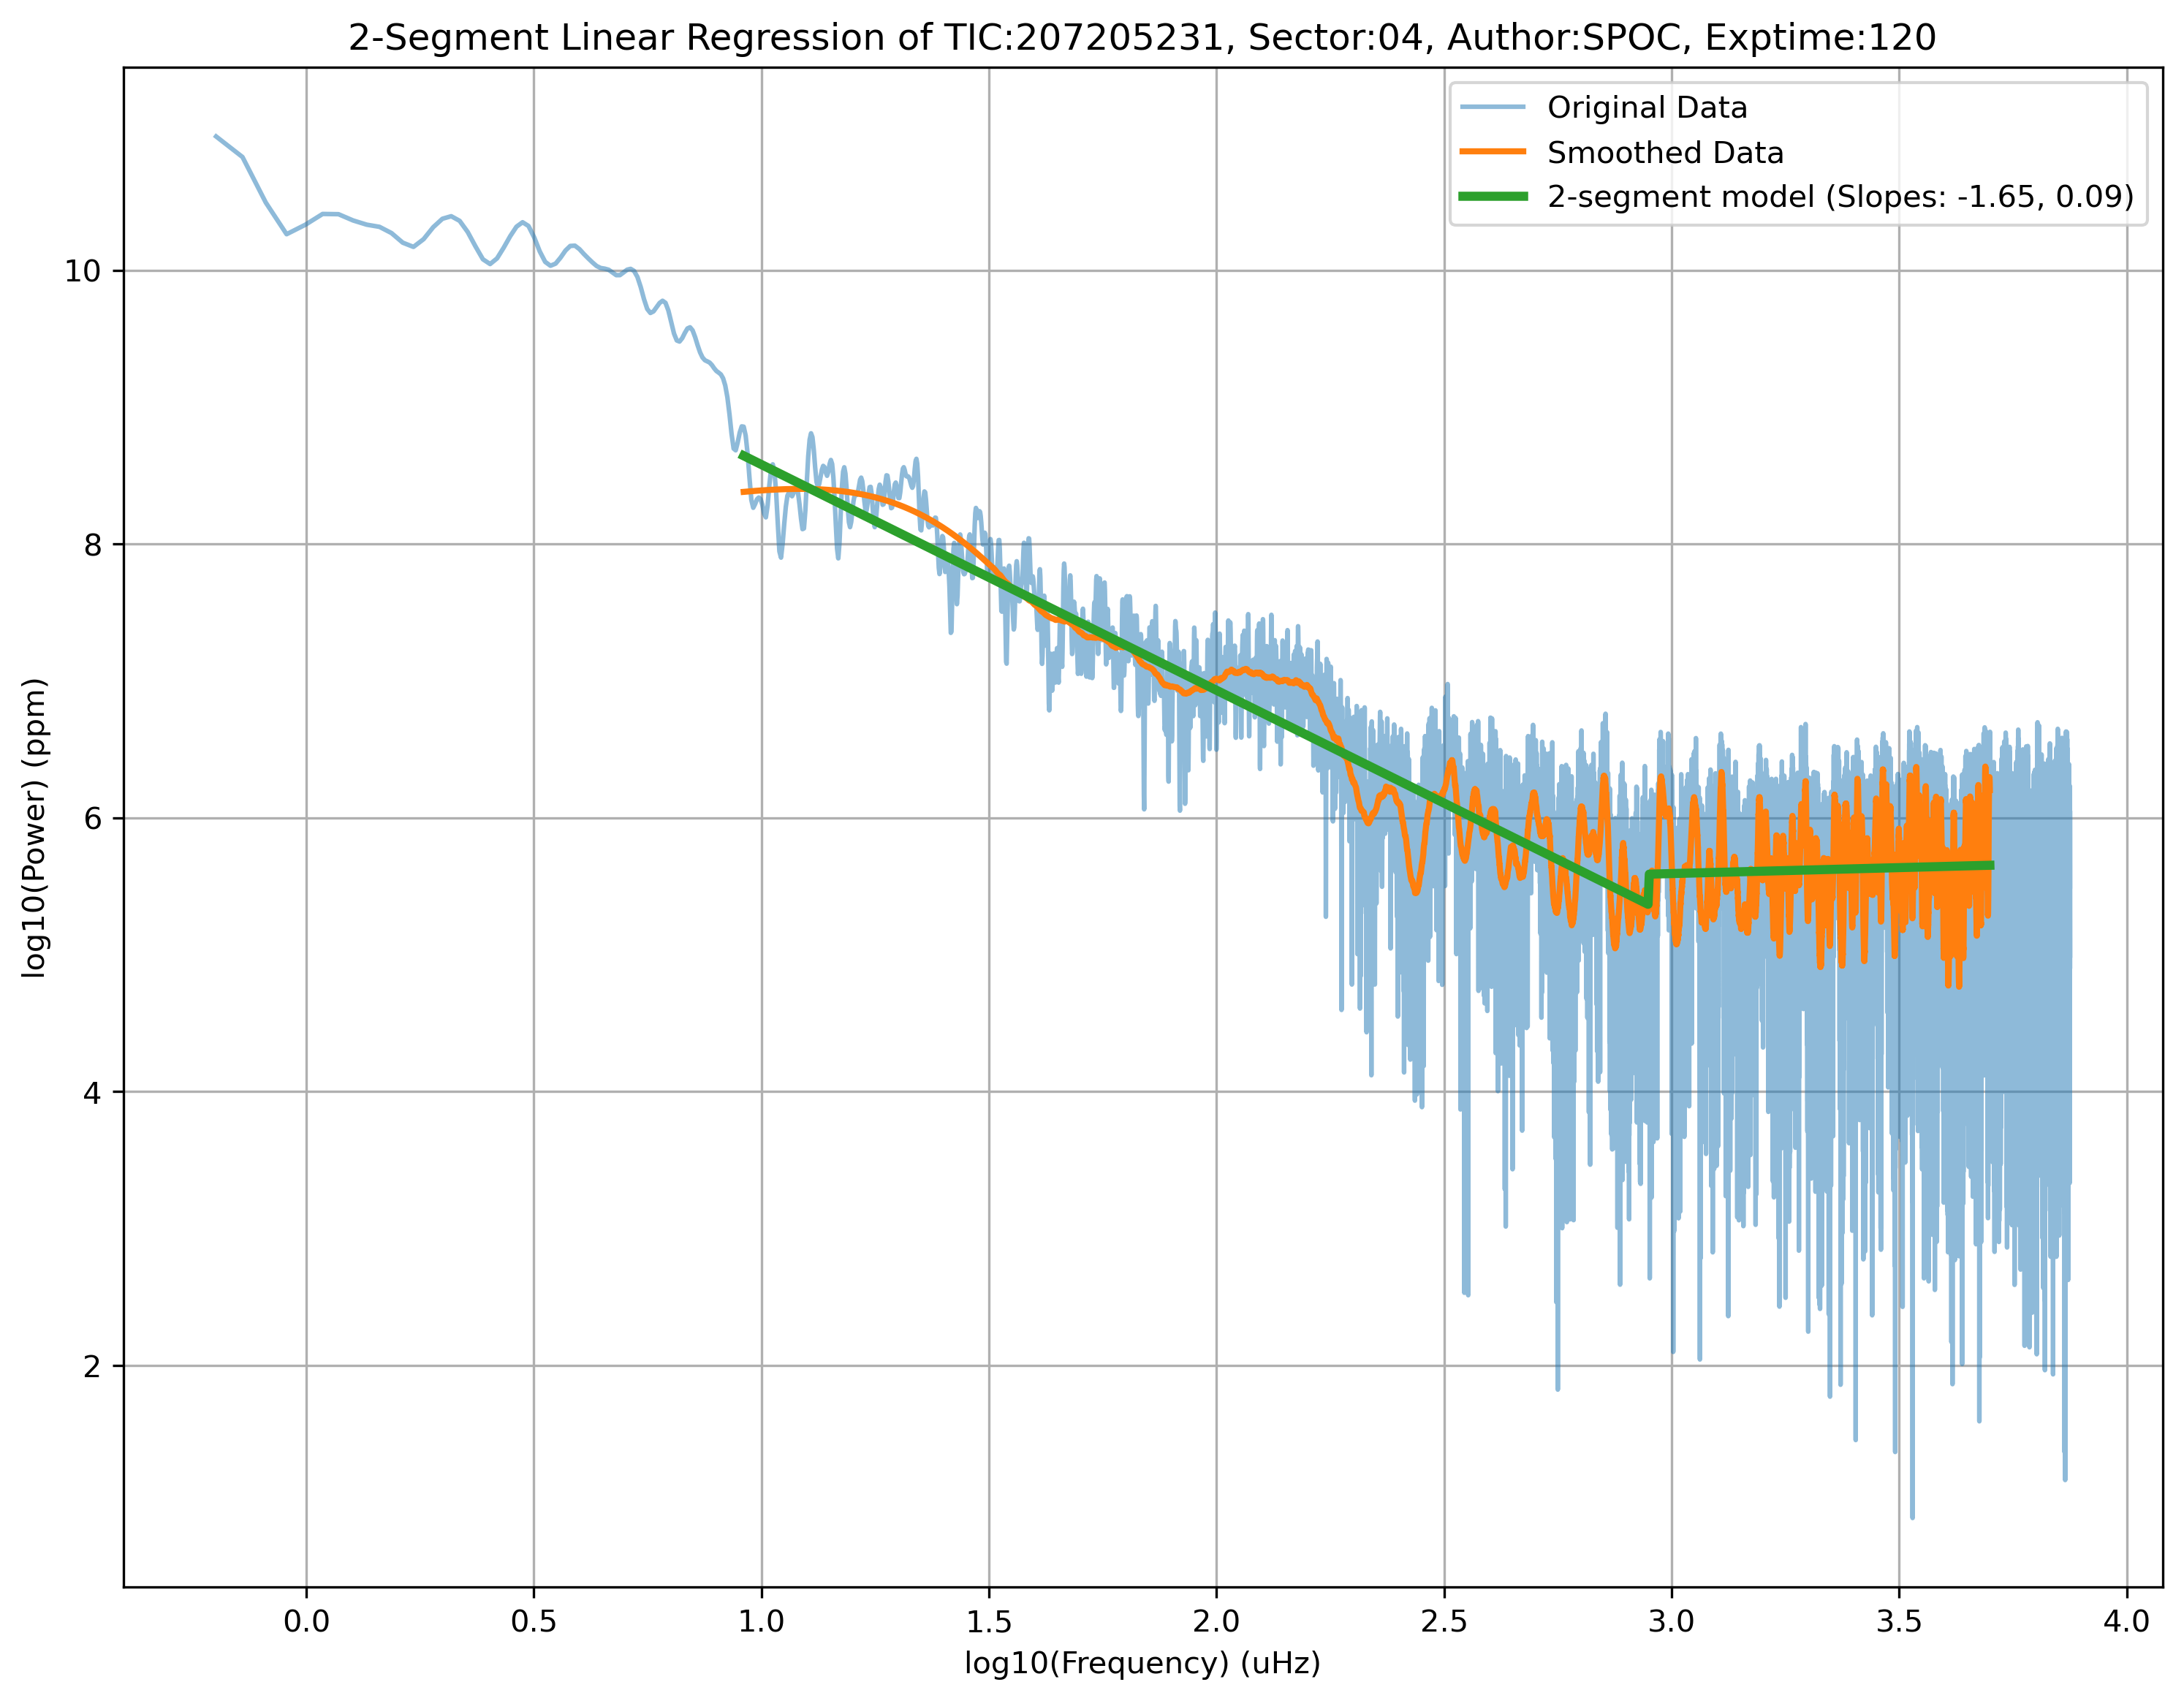 2-Segment Linear Regression of TIC:207205231, Sector:04, Author:SPOC, Exptime:120
Original Data
Smoothed Data
2-segment model (Slopes: -1.65, 0.09)
log10(Power) (ppm)
10
8
6
4
2
0.0 0.5 1.0 1.5 2.0 2.5 3.0 3.5 4.0
log10(Frequency) (uHz)